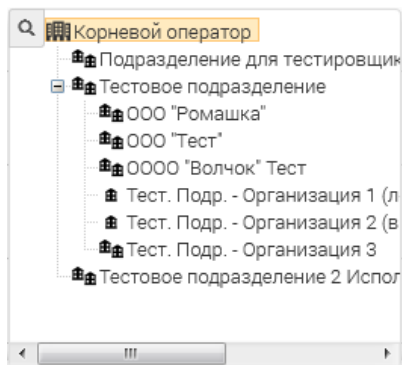 Корневой оператор
Подразделение для тестировщик
Тестовое подразделение
ООО "Ромашка"
ООО "Тест"
ОООО "Волчок" Тест
Тест. Подр. - Организация 1 (л
Тест. Подр. - Организация 2 (в
Тест. Подр. - Организация 3
Тестовое подразделение 2 Испол